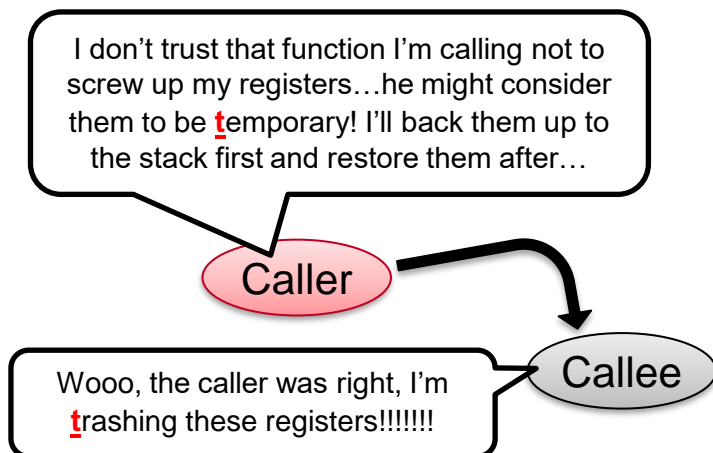 I don’t trust that function I’m calling not to
screw up my registers…he might consider
them to be temporary! I’ll back them up to
the stack first and restore them after…
Caller
Callee
Wooo, the caller was right, I’m
trashing these registers!!!!!!!